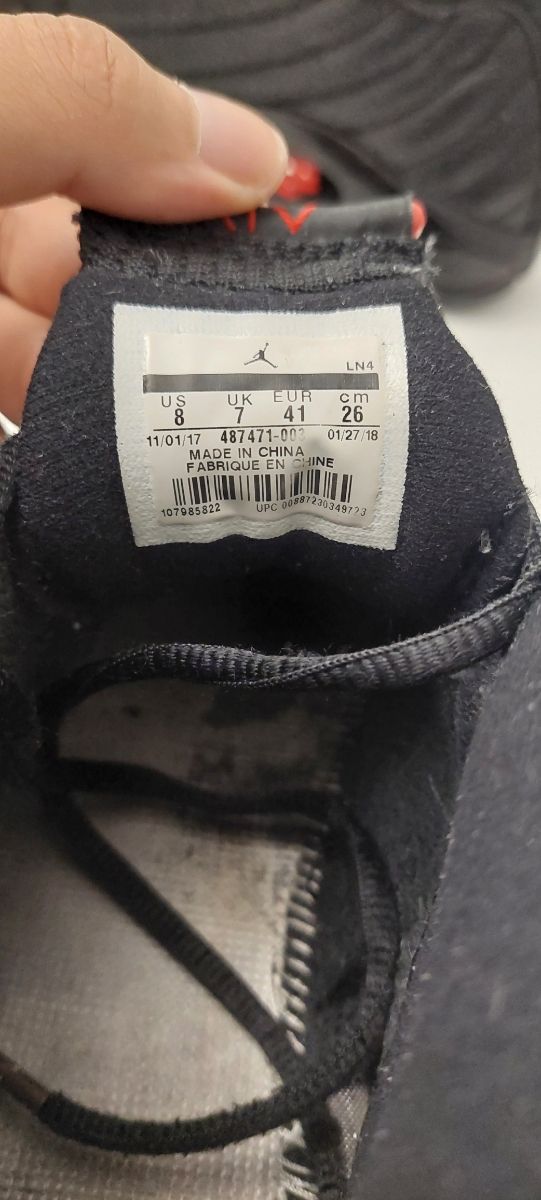 LN4
US UK EUR cm
8 7 41 26
11/01/17 487471-003 01/27/18
MADE IN CHINA
FABRIQUE EN CHINE
107985822 UPC 00887230349773